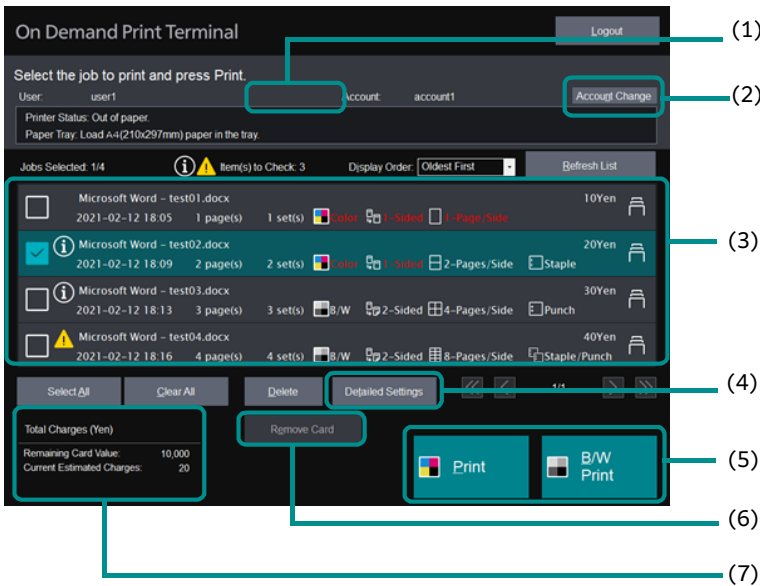 On Demand Print Terminal
Logout
(1)
Select the job to print and press Print.
User: user1 Account: account1 Account Change
(2)
Printer Status: Out of paper.
Paper Tray: Load A4(210x297mm) paper in the tray.
Jobs Selected: 1/4 Item(s) to Check: 3 Display Order: Oldest First Refresh List
Microsoft Word – test01.docx 10Yen
2021-02-12 18:05 1 page(s) 1 set(s) Color 1-Sided 1-Page/Side
(3)
Microsoft Word – test02.docx 20Yen
2021-02-12 18:09 2 page(s) 2 set(s) Color 1-Sided 2-Pages/Side Staple
Microsoft Word – test03.docx 30Yen
2021-02-12 18:13 3 page(s) 3 set(s) B/W 2-Sided 4-Pages/Side Punch
Microsoft Word – test04.docx 40Yen
2021-02-12 18:16 4 page(s) 4 set(s) B/W 2-Sided 8-Pages/Side Staple/Punch
Select All Clear All Delete Detailed Settings 1/1
(4)
Total Charges (Yen) Remove Card
Remaining Card Value: 10,000
Current Estimated Charges: 20
Print
B/W
Print
(5)
(6)
(7)